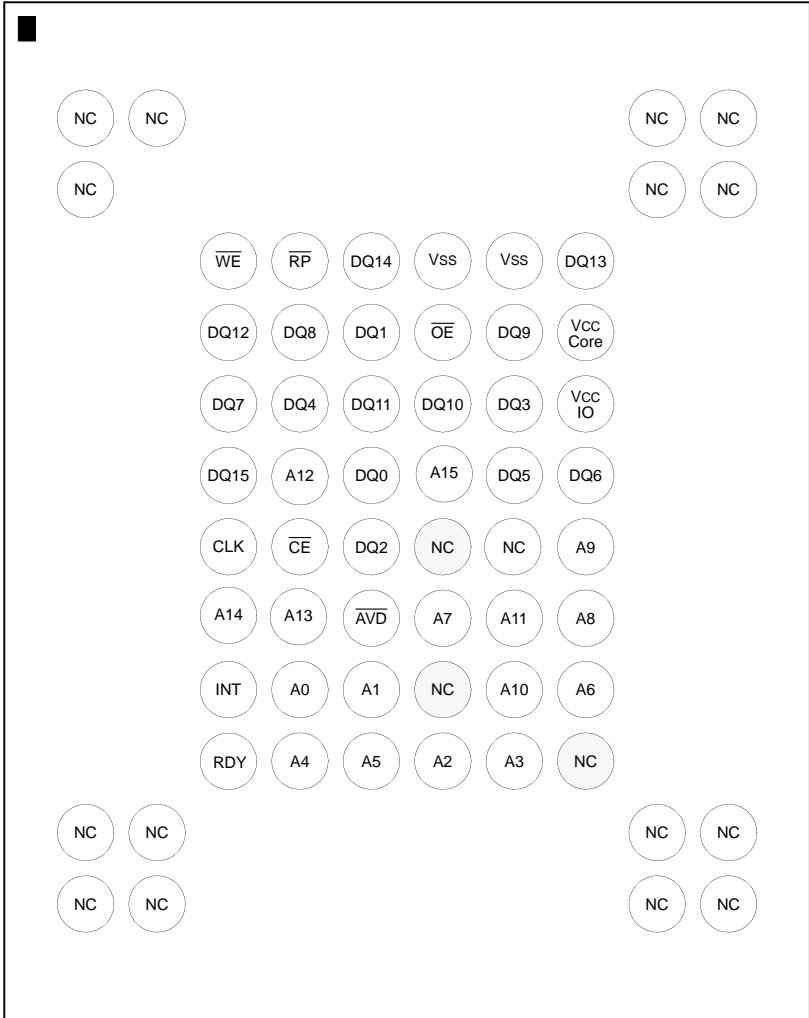 NC NC NC NC
NC NC NC
WE RP DQ14 VSS VSS DQ13
DQ12 DQ8 DQ1 OE DQ9 VCC Core
DQ7 DQ4 DQ11 DQ10 DQ3 VCC IO
DQ15 A12 DQ0 A15 DQ5 DQ6
CLK CE DQ2 NC NC A9
A14 A13 AVD A7 A11 A8
INT A0 A1 NC A10 A6
RDY A4 A5 A2 A3 NC
NC NC NC NC
NC NC NC NC